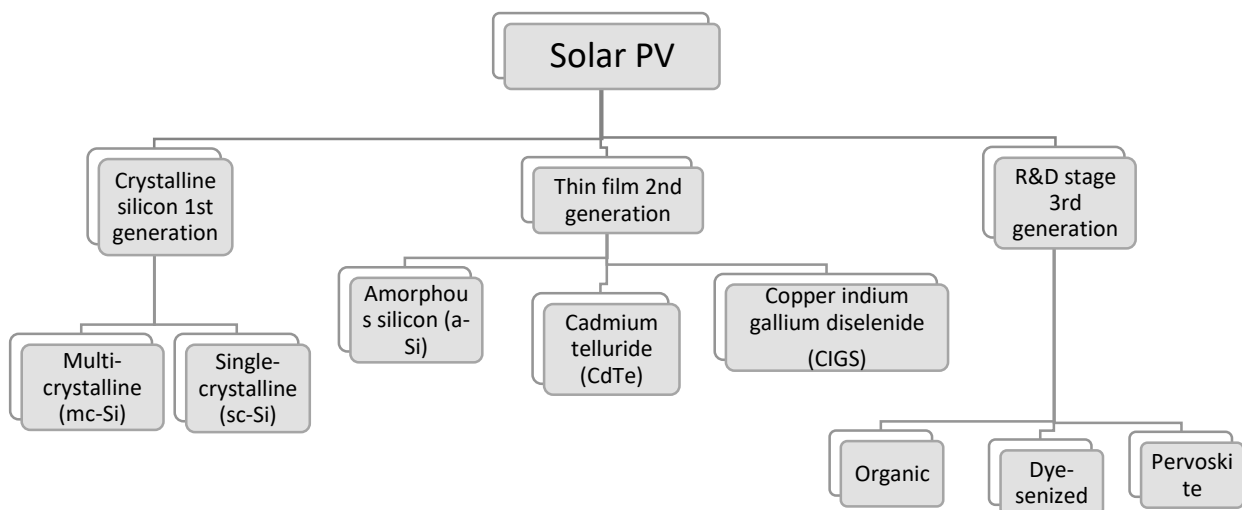 Solar PV
Crystalline
silicon 1st
generation
Thin film 2nd
generation
R&D stage
3rd
generation
Multi-
crystalline
(mc-Si)
Single-
crystalline
(sc-Si)
Amorphou
s silicon (a-
Si)
Cadmium
telluride
(CdTe)
Copper indium
gallium diselenide
(CIGS)
Organic
Dye-
senized
Pervoski
te